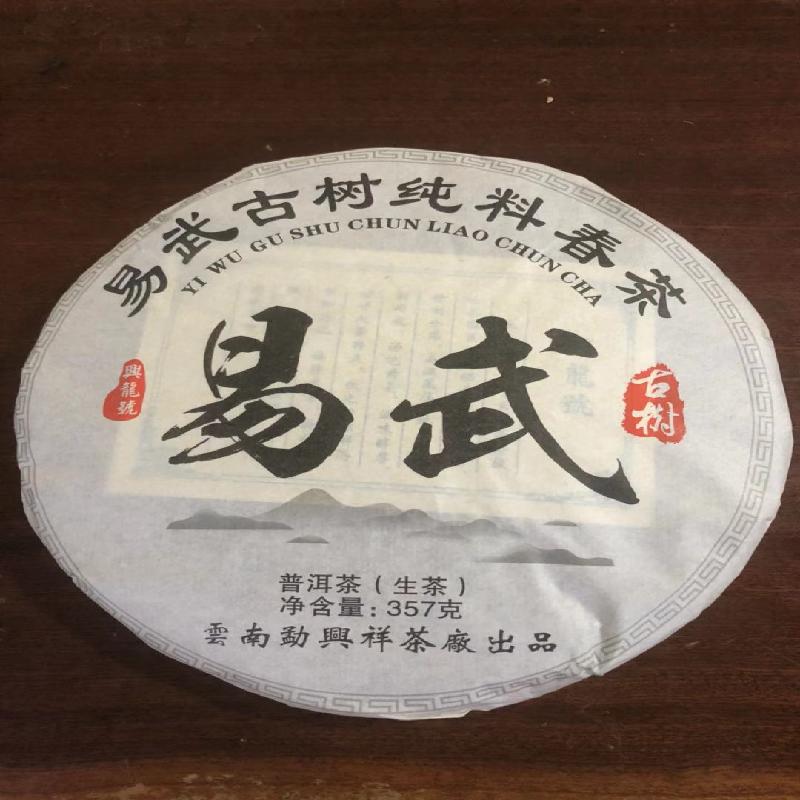 易武古树纯料春茶
YI WU GU SHU CHUN LIAO CHUN CHA
易武
興龍號
古樹
普洱茶（生茶）
净含量：357克
雲南勐興祥茶廠出品